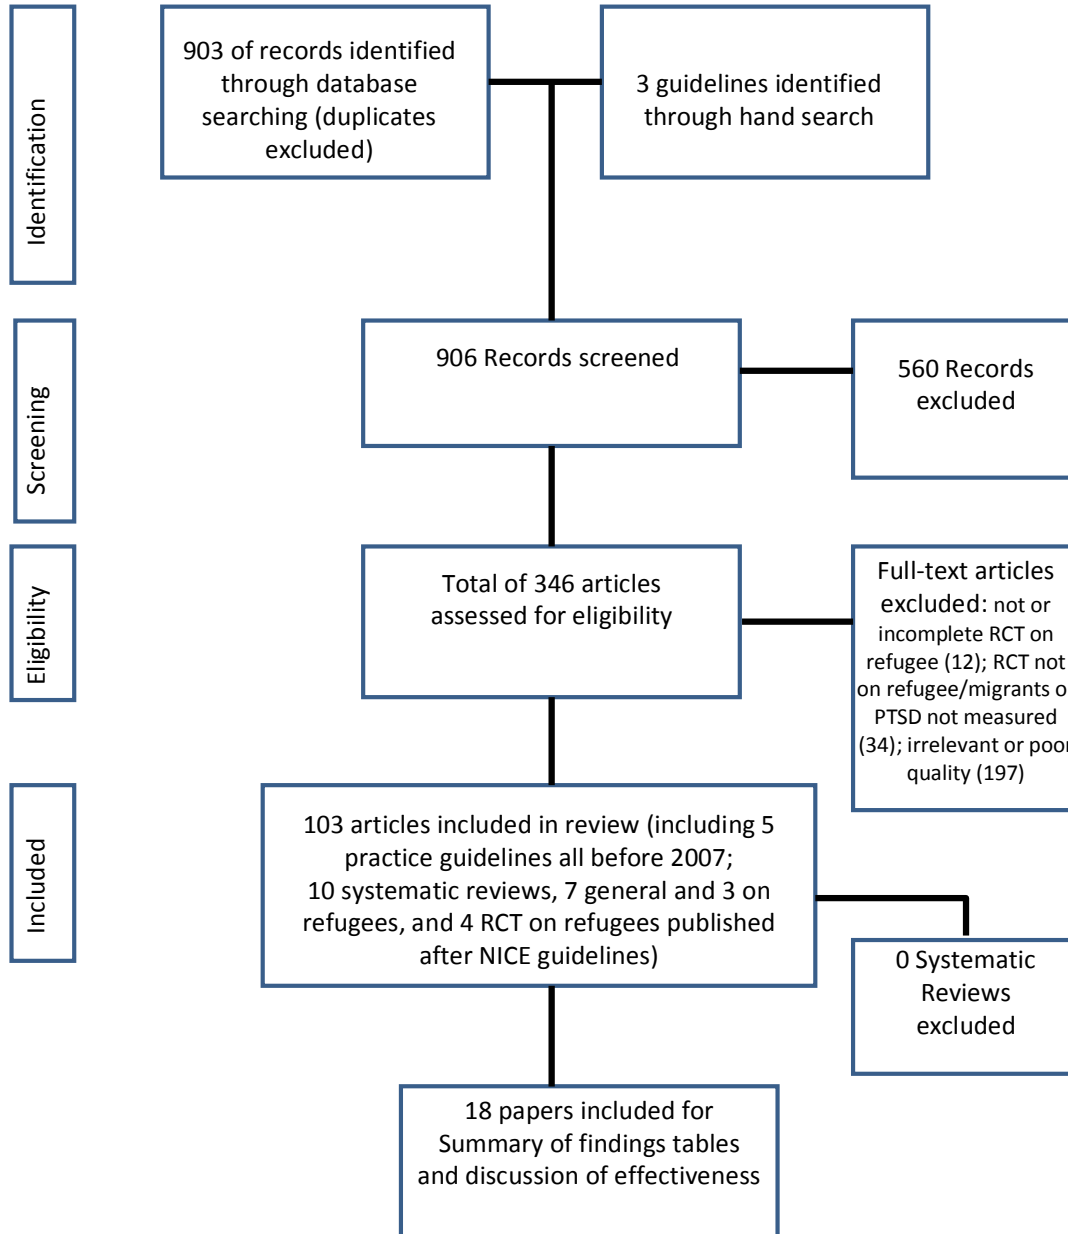 Identification
903 of records identified
through database
searching (duplicates
excluded)
3 guidelines identified
through hand search
Screening
906 Records screened
560 Records
excluded
Eligibility
Total of 346 articles
assessed for eligibility
Full-text articles
excluded: not or
incomplete RCT on
refugee (12); RCT not
on refugee/migrants o
PTSD not measured
(34); irrelevant or poor
quality (197)
Included
103 articles included in review (including 5
practice guidelines all before 2007;
10 systematic reviews, 7 general and 3 on
refugees, and 4 RCT on refugees published
after NICE guidelines)
0 Systematic
Reviews
excluded
18 papers included for
Summary of findings tables
and discussion of effectiveness